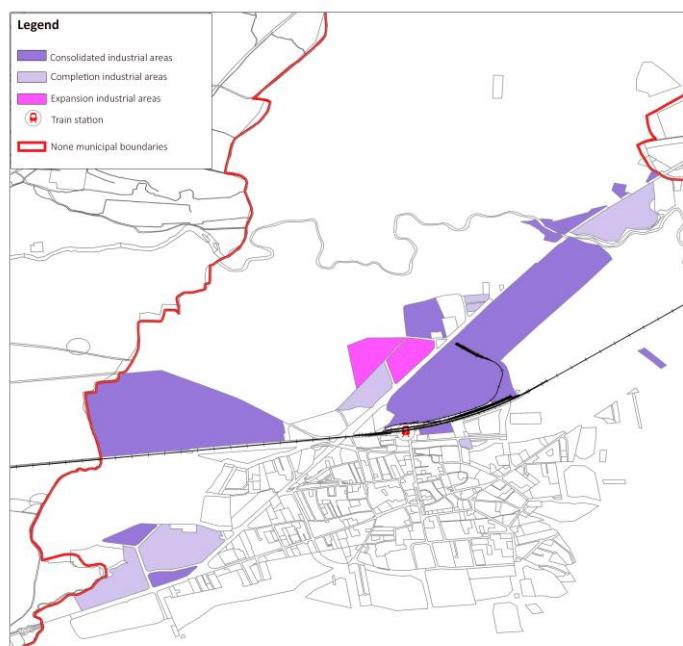 Legend
Consolidated industrial areas
Completion industrial areas
Expansion industrial areas
Train station
None municipal boundaries